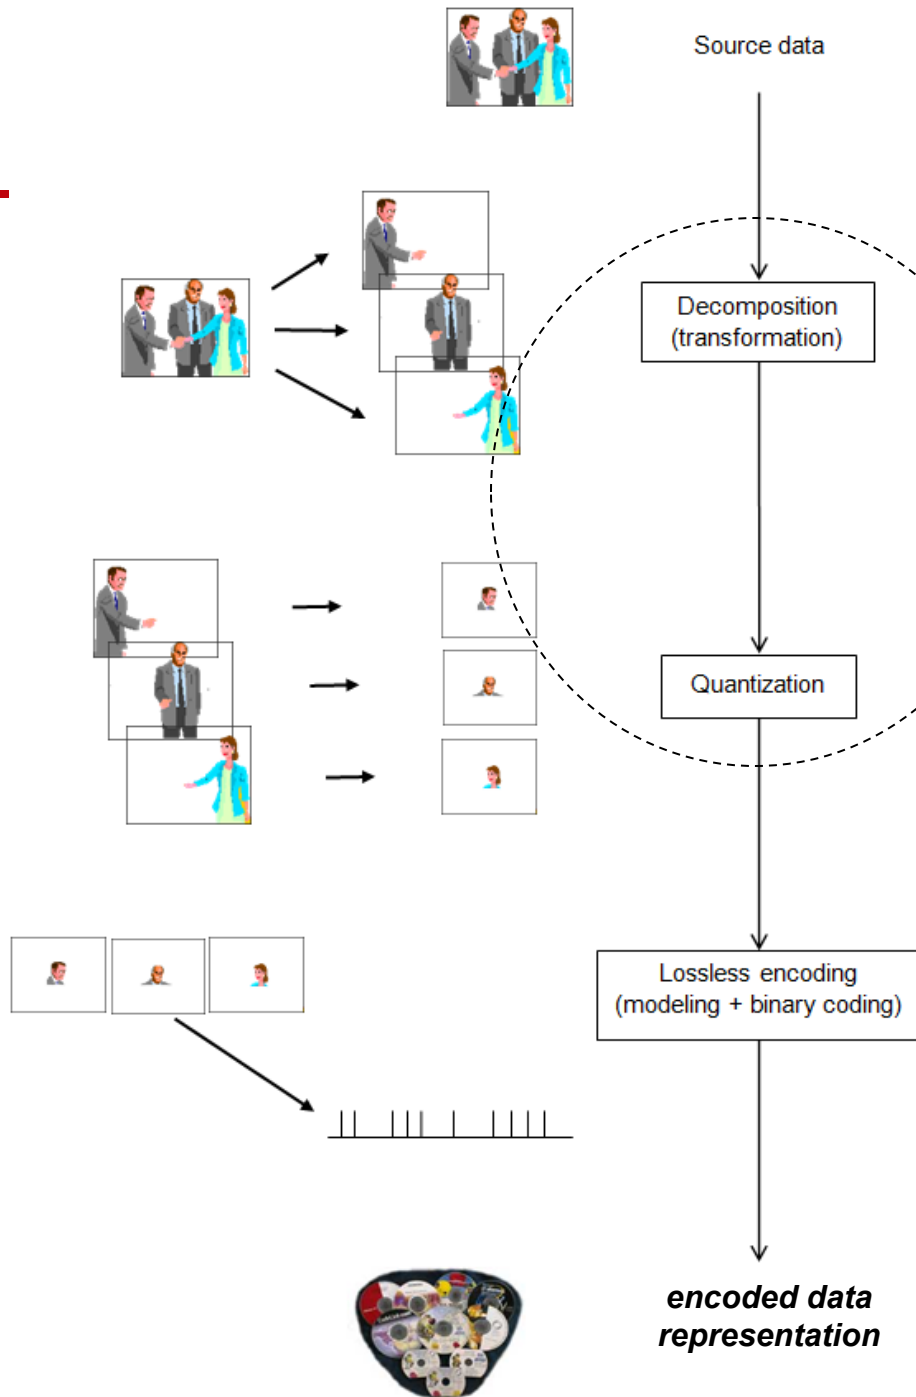 Source data
Decomposition
(transformation)
Quantization
Lossless encoding
(modeling + binary coding)
encoded data
representation